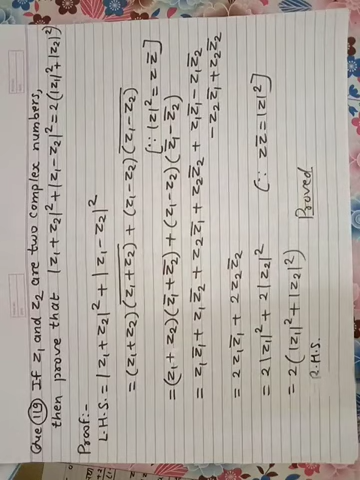 Que (119) If z₁ and z₂ are two complex numbers,
then prove that |z₁+z₂|²+|z₁-z₂|²=2(|z₁|²+|z₂|²)
Proof:-
L.H.S. = |z₁+z₂|² + |z₁-z₂|²
= (z₁+z₂)(z̅₁̅+̅z̅₂̅) + (z₁-z₂)(z̅₁̅-̅z̅₂̅)
[∵ |z|² = z z̅]
= (z₁+z₂)(z̅₁+z̅₂) + (z₁-z₂)(z̅₁-z̅₂)
= z₁z̅₁ + z₁z̅₂ + z₂z̅₁ + z₂z̅₂ + z₁z̅₁ - z₁z̅₂
- z₂z̅₁ + z₂z̅₂
= 2z₁z̅₁ + 2z₂z̅₂
= 2|z₁|² + 2|z₂|² (∵ zz̅ = |z|²]
= 2(|z₁|² + |z₂|²)
R.H.S. Proved